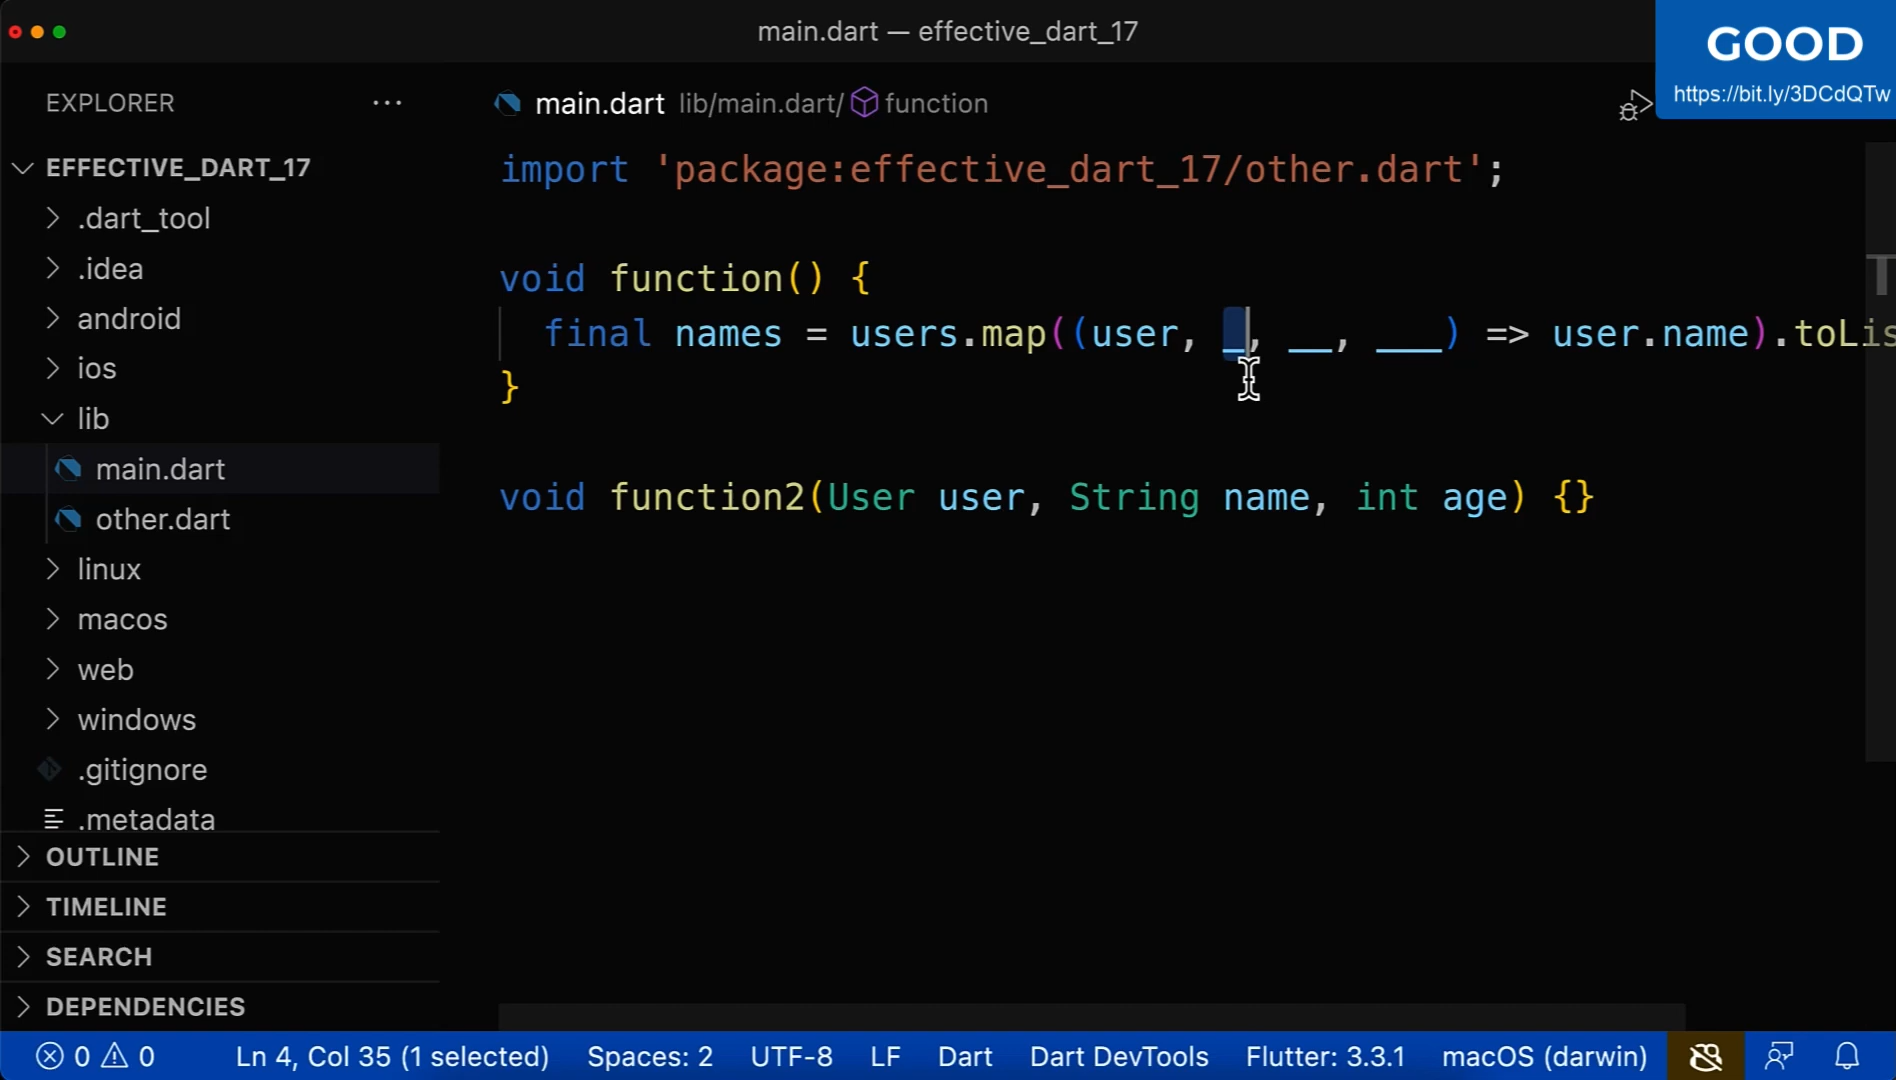 main.dart — effective_dart_17
GOOD
https://bit.ly/3DCdQTw
EXPLORER
main.dart lib/main.dart/ function
EFFECTIVE_DART_17
.dart_tool
.idea
android
ios
lib
main.dart
other.dart
linux
macos
web
windows
.gitignore
.metadata
OUTLINE
TIMELINE
SEARCH
DEPENDENCIES
import 'package:effective_dart_17/other.dart';
void function() {
final names = users.map((user, _, __, ___) => user.name).toLis
}
void function2(User user, String name, int age) {}
0 0 Ln 4, Col 35 (1 selected) Spaces: 2 UTF-8 LF Dart Dart DevTools Flutter: 3.3.1 macOS (darwin)